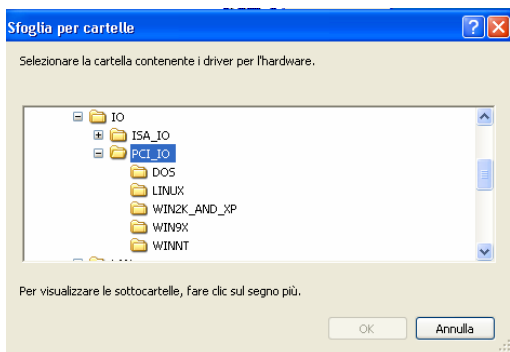 Sfoglia per cartelle
Selezionare la cartella contenente i driver per l'hardware.
IO
ISA_IO
PCI_IO
DOS
LINUX
WIN2K_AND_XP
WIN9X
WINNT
Per visualizzare le sottocartelle, fare clic sul segno più.
OK Annulla